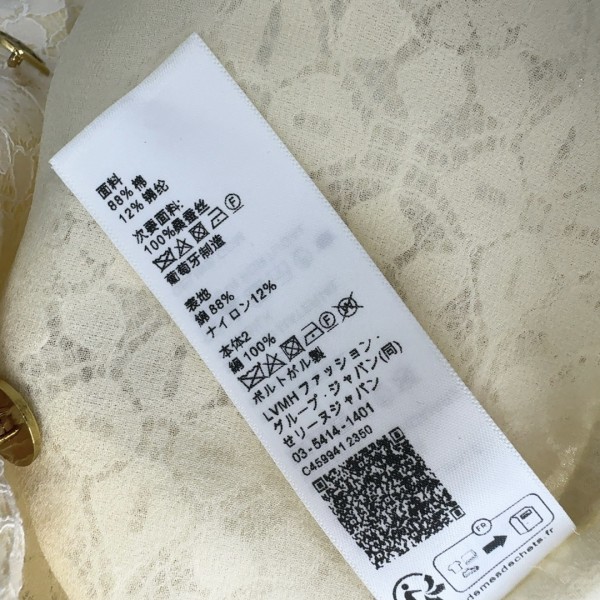 面料
88% 棉
12% 锦纶
次要面料:
100%桑蚕丝
F
葡萄牙制造
表地
綿 88%
ナイロン12%
本体2
絹 100%
F
ポルトガル製
LVMH ファッション・
グループ・ジャパン(同)
セリーヌジャパン
03-5414-1401
C459941 2350
FR
damesdechets.fr